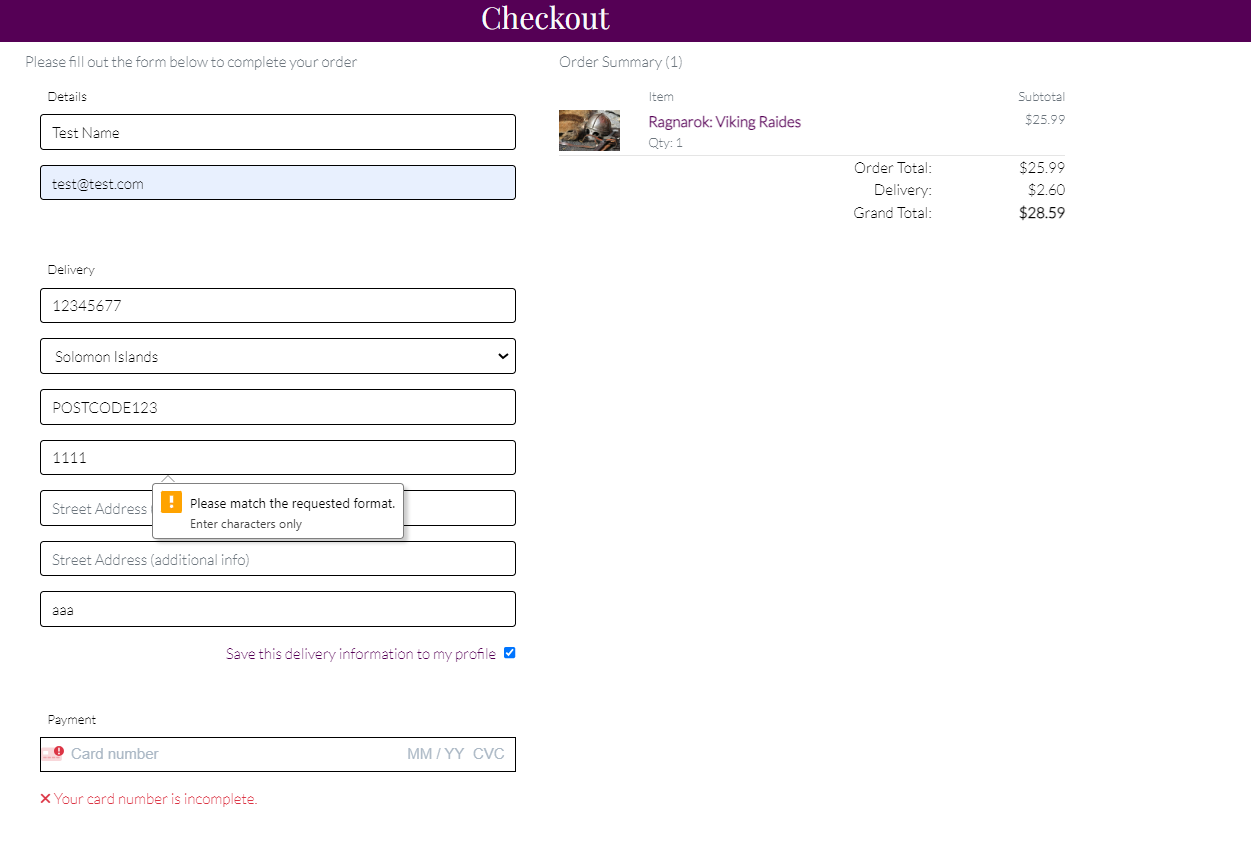 Checkout
Please fill out the form below to complete your order
Details
Test Name
test@test.com
Delivery
12345677
Solomon Islands
POSTCODE123
1111
Street Address
Please match the requested format.
Enter characters only
Street Address (additional info)
aaa
Save this delivery information to my profile
Payment
Card number MM / YY CVC
Your card number is incomplete.
Order Summary (1)
Item Subtotal
Ragnarok: Viking Raides $25.99
Qty: 1
Order Total: $25.99
Delivery: $2.60
Grand Total: $28.59